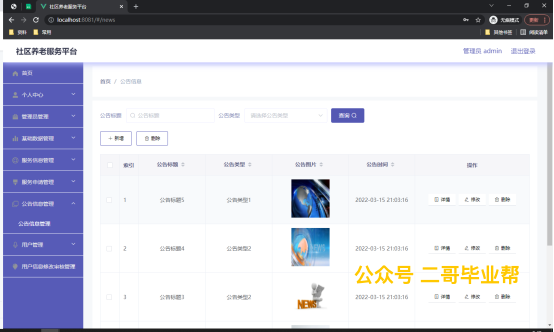 社区养老服务平台
localhost:8081/#/news
无痕模式
更新
资料
常用
其他书签
阅读清单
社区养老服务平台
管理员 admin
退出登录
首页
个人中心
管理员管理
基础数据管理
服务信息管理
服务申请管理
公告信息管理
公告信息管理
用户管理
用户信息修改审核管理
首页 / 公告信息
公告标题 公告标题 公告类型 请选择公告类型 查询
+ 新增 删除
索引 公告标题 公告类型 公告图片 公告时间 操作
1 公告标题5 公告类型1 2022-03-15 21:03:16 详情 修改 删除
2 公告标题4 公告类型2 2022-03-15 21:03:16 详情 修改 删除
公众号 二哥毕业帮
3 公告标题3 公告类型2 NEWS 2022-03-15 21:03:16 详情 修改 删除